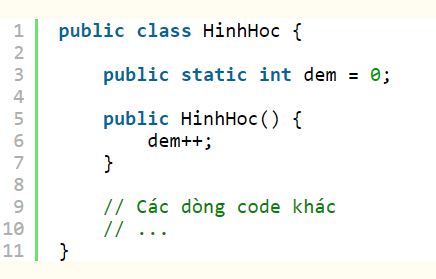 1 public class HinhHoc {
2
3     public static int dem = 0;
4
5     public HinhHoc() {
6         dem++;
7     }
8
9     // Các dòng code khác
10     // ...
11 }